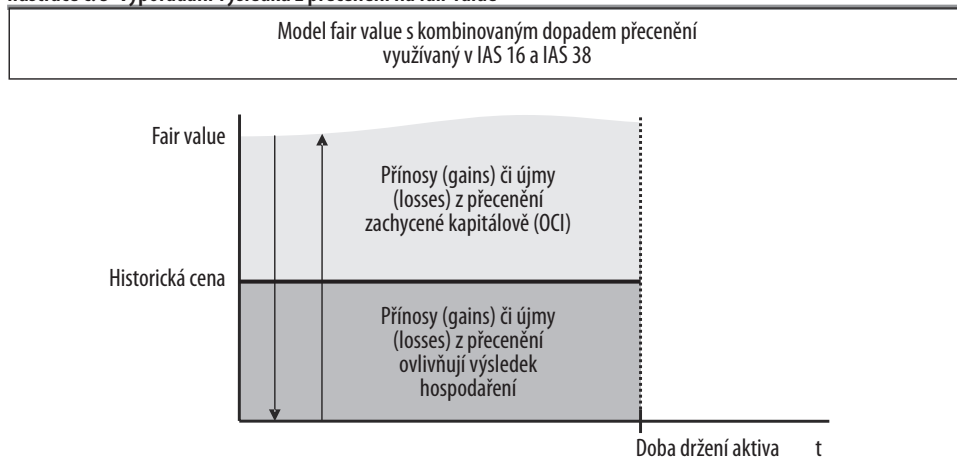 Model fair value s kombinovaným dopadem přecenění
využívaný v IAS 16 a IAS 38
Fair value
Přínosy (gains) či újmy
(losses) z přecenění
zachycené kapitálově (OCI)
Historická cena
Přínosy (gains) či újmy
(losses) z přecenění
ovlivňují výsledek
hospodaření
Doba držení aktiva t